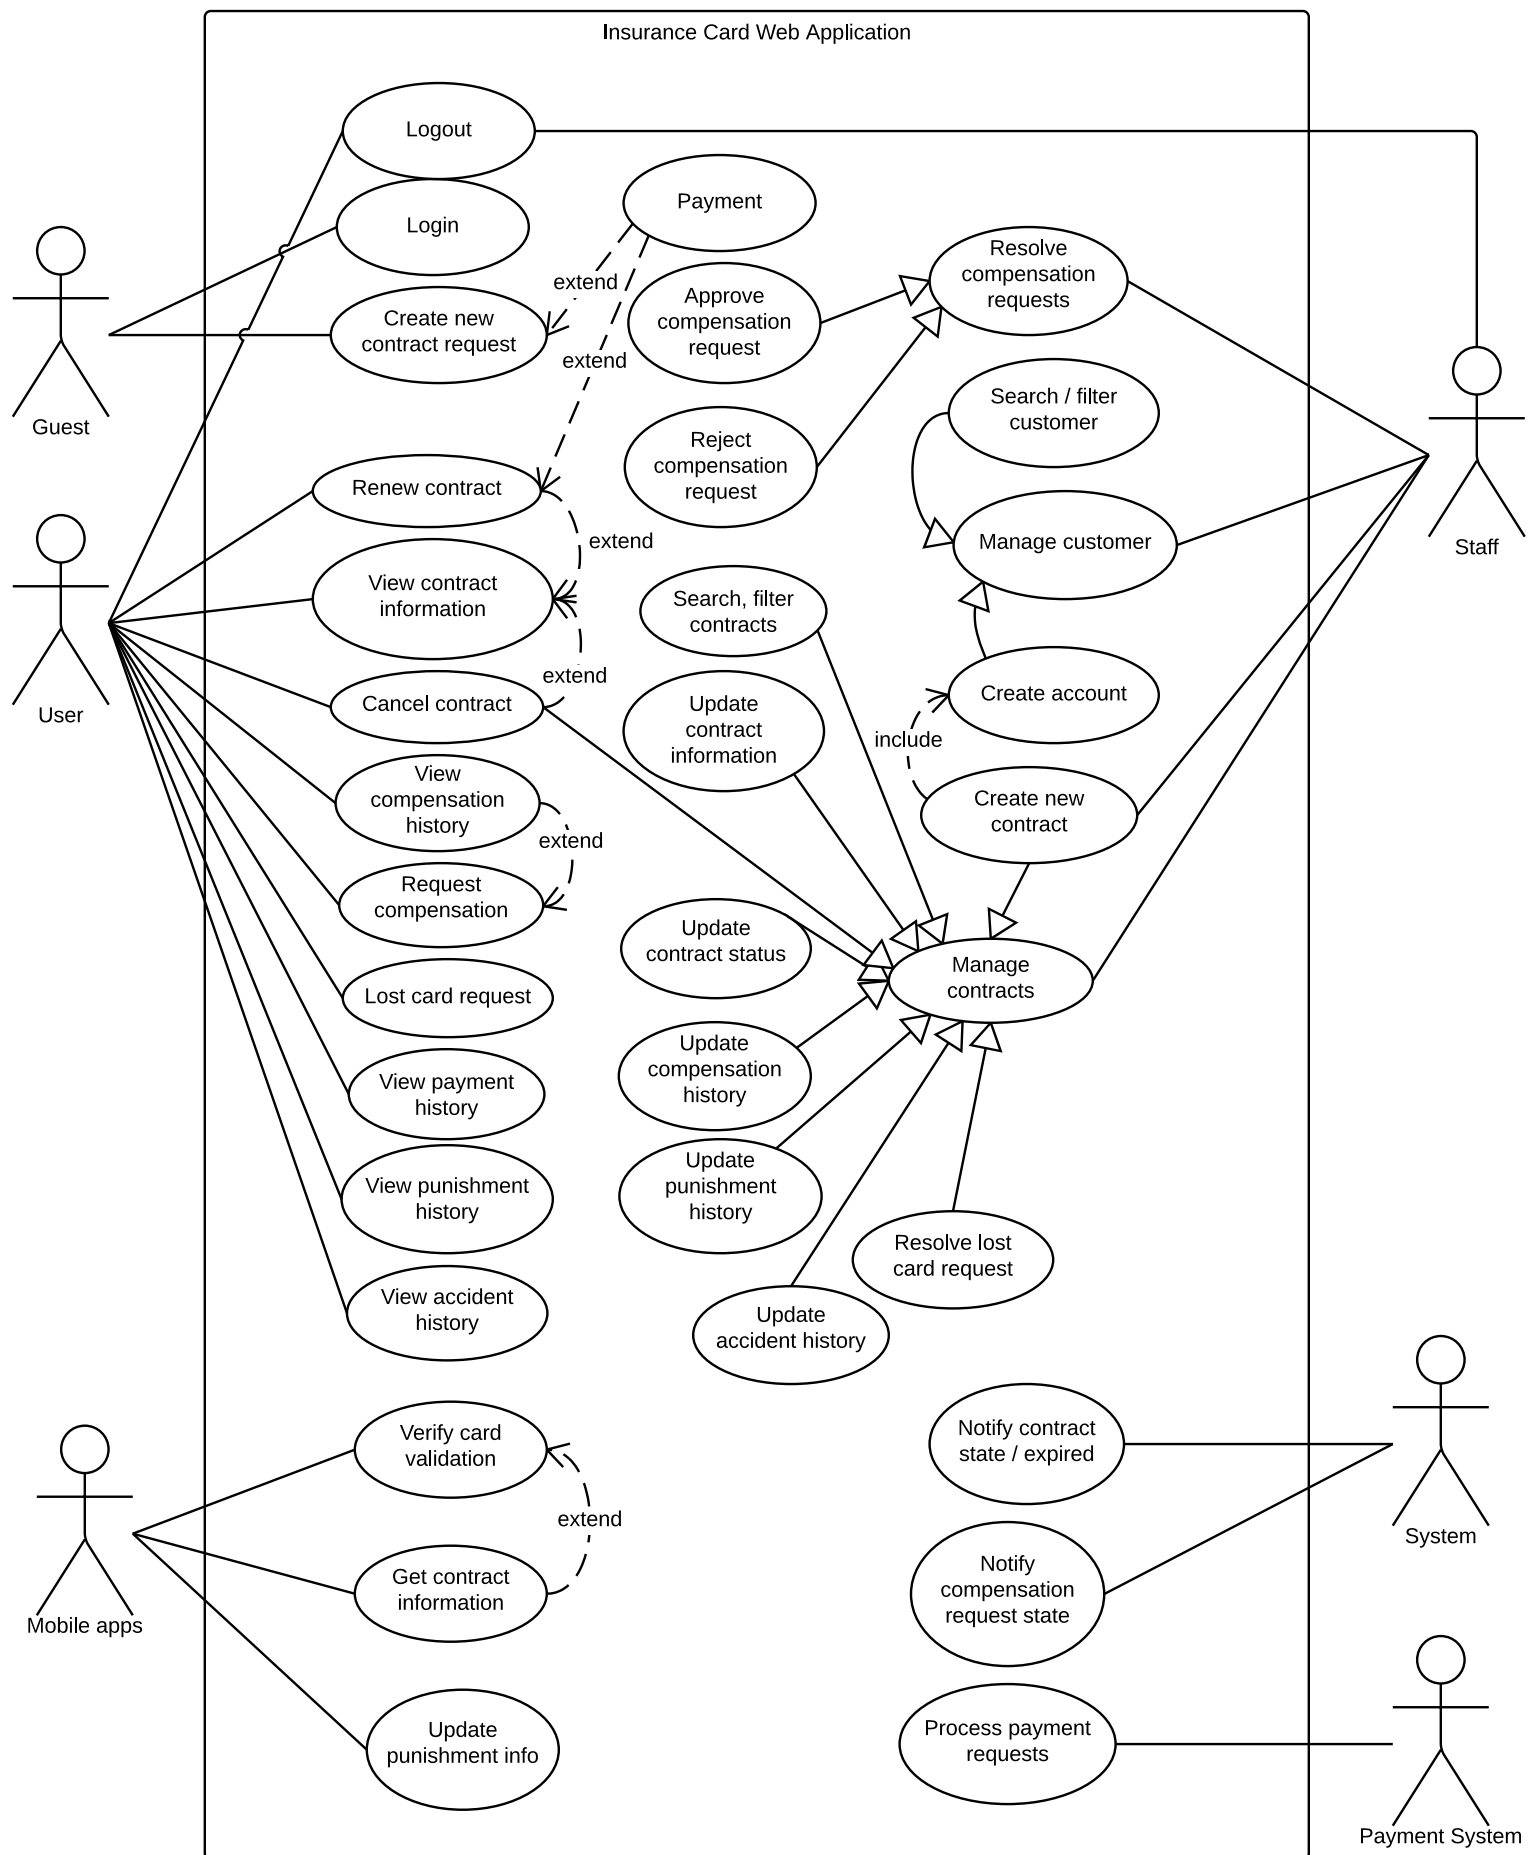 Insurance Card Web Application
Logout
Login
Payment
Create new
contract request
extend
extend
Approve
compensation
request
Resolve
compensation
requests
Guest
Reject
compensation
request
Search / filter
customer
Staff
Renew contract
extend
Manage customer
View contract
information
User
Cancel contract
extend
Search, filter
contracts
Update
contract
information
Create account
include
Create new
contract
View
compensation
history
extend
Request
compensation
Update
contract status
Manage
contracts
Lost card request
Update
compensation
history
View payment
history
View punishment
history
Update
punishment
history
Resolve lost
card request
View accident
history
Update
accident history
Verify card
validation
extend
Get contract
information
Mobile apps
Update
punishment info
Notify contract
state / expired
System
Notify
compensation
request state
Process payment
requests
Payment System